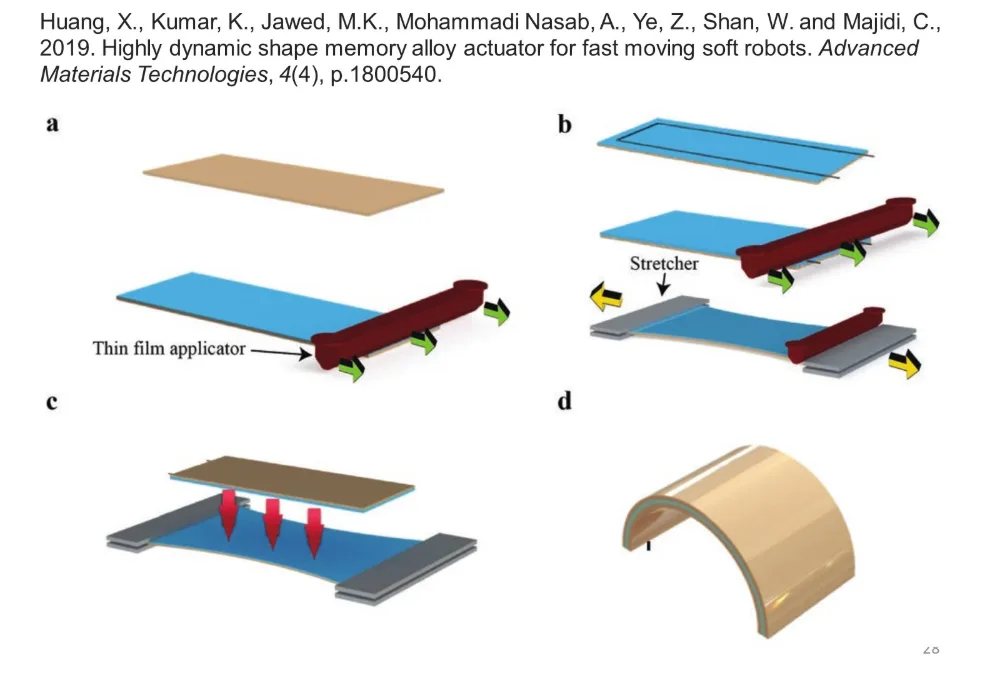 Huang, X., Kumar, K., Jawed, M.K., Mohammadi Nasab, A., Ye, Z., Shan, W. and Majidi, C.,
2019. Highly dynamic shape memory alloy actuator for fast moving soft robots. Advanced
Materials Technologies, 4(4), p.1800540.
a
b
Stretcher
Thin film applicator
c
d